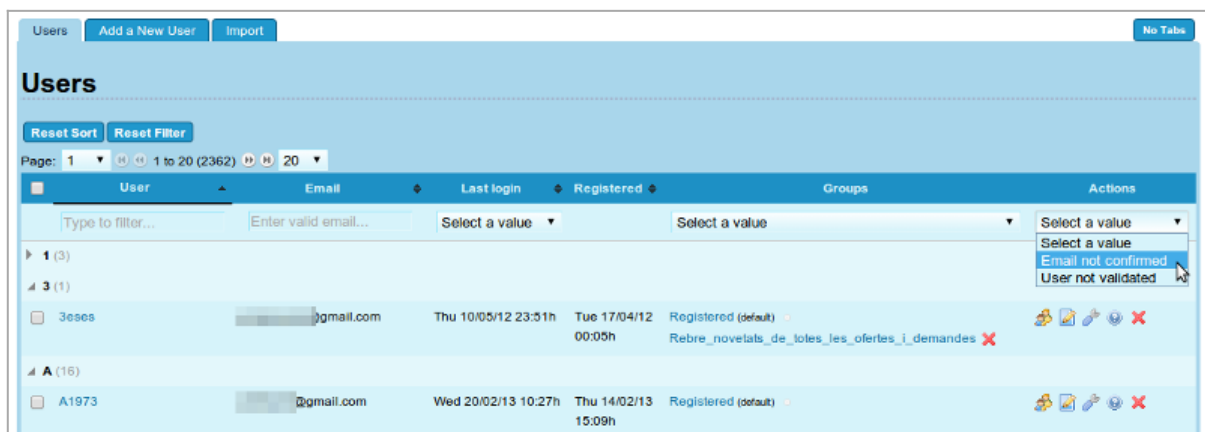 Users Add a New User Import No Tabs
Users
Reset Sort Reset Filter
Page: 1 1 to 20 (2362) 20
User Email Last login Registered Groups Actions
Type to filter... Enter valid email... Select a value Select a value Select a value
Select a value
Email not confirmed
User not validated
1 (3)
3 (1)
3eses gmail.com Thu 10/05/12 23:51h Tue 17/04/12 Registered (default)
00:05h Rebre_novetats_de_totes_les_ofertes_i_demandes
A (16)
A1973 @gmail.com Wed 20/02/13 10:27h Thu 14/02/13 Registered (default)
15:09h